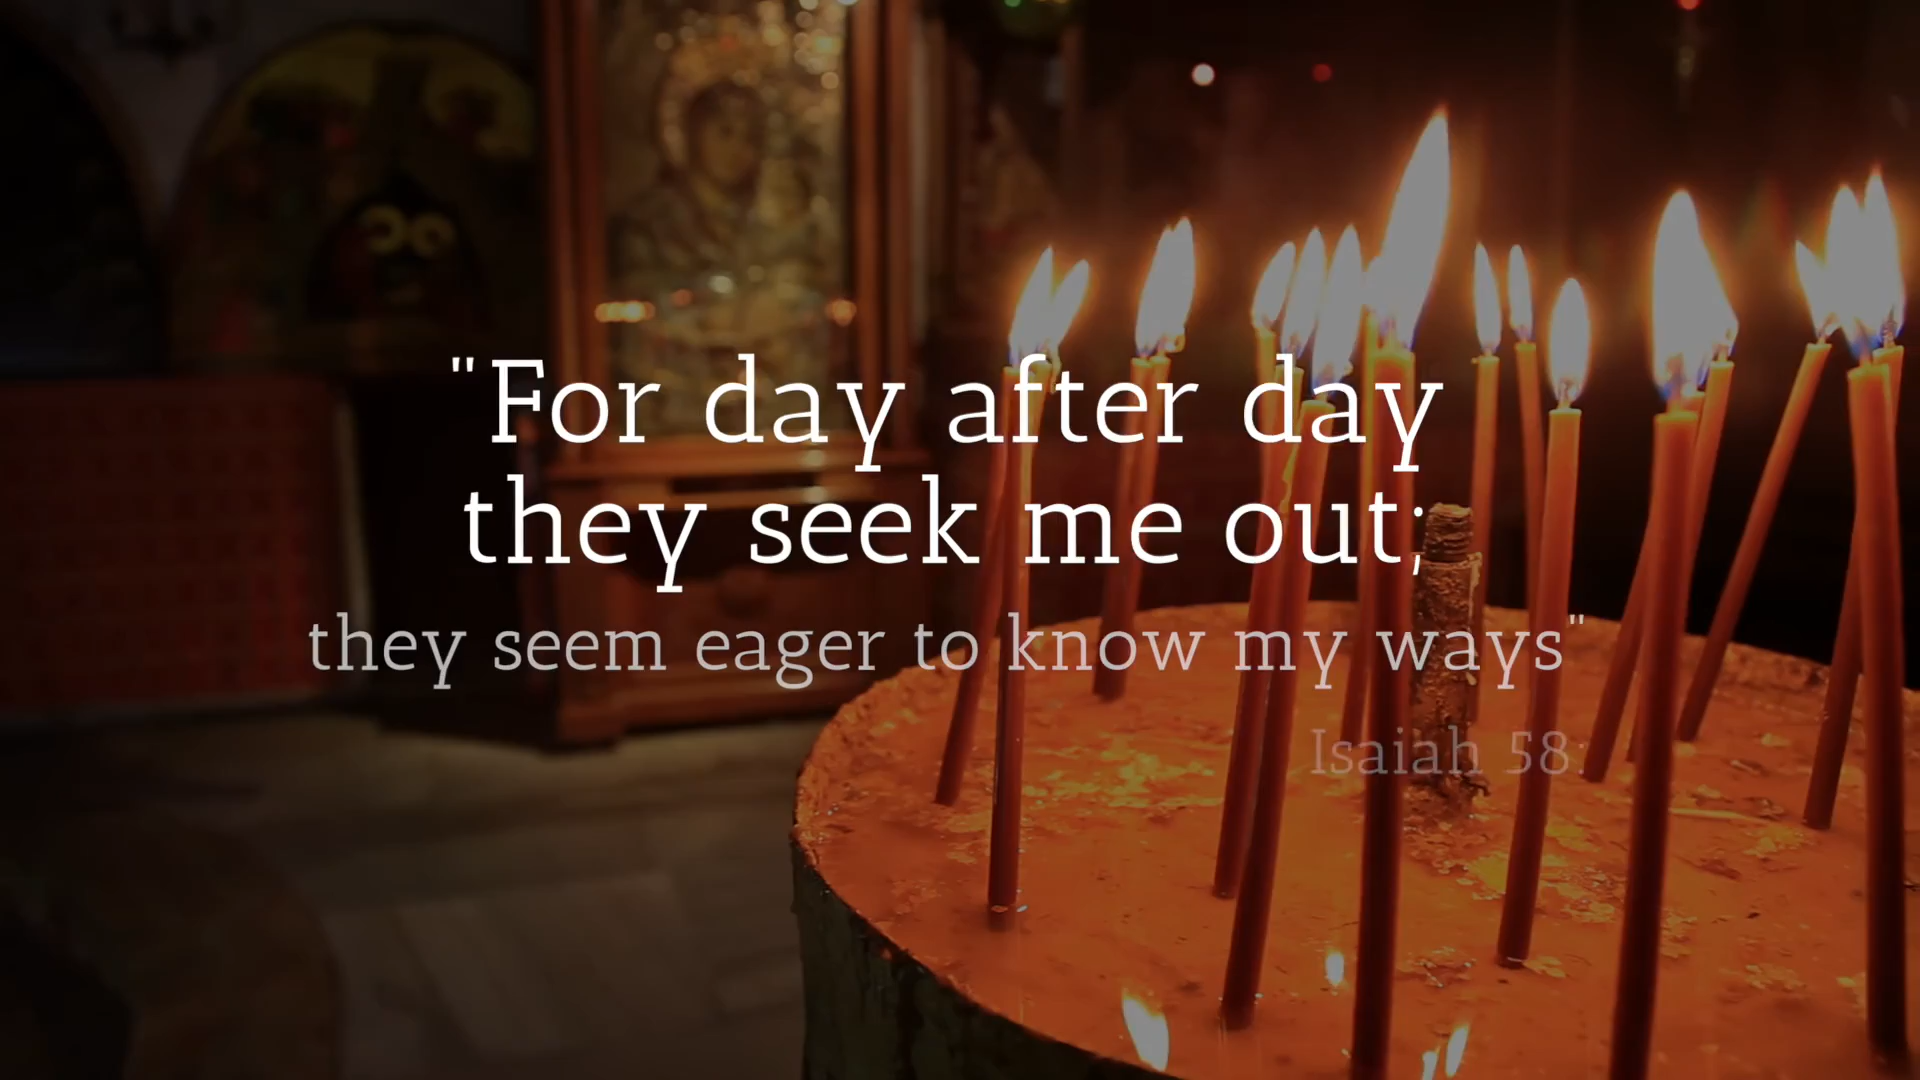 "For day after day
they seek me out;
they seem eager to know my ways"
Isaiah 58: